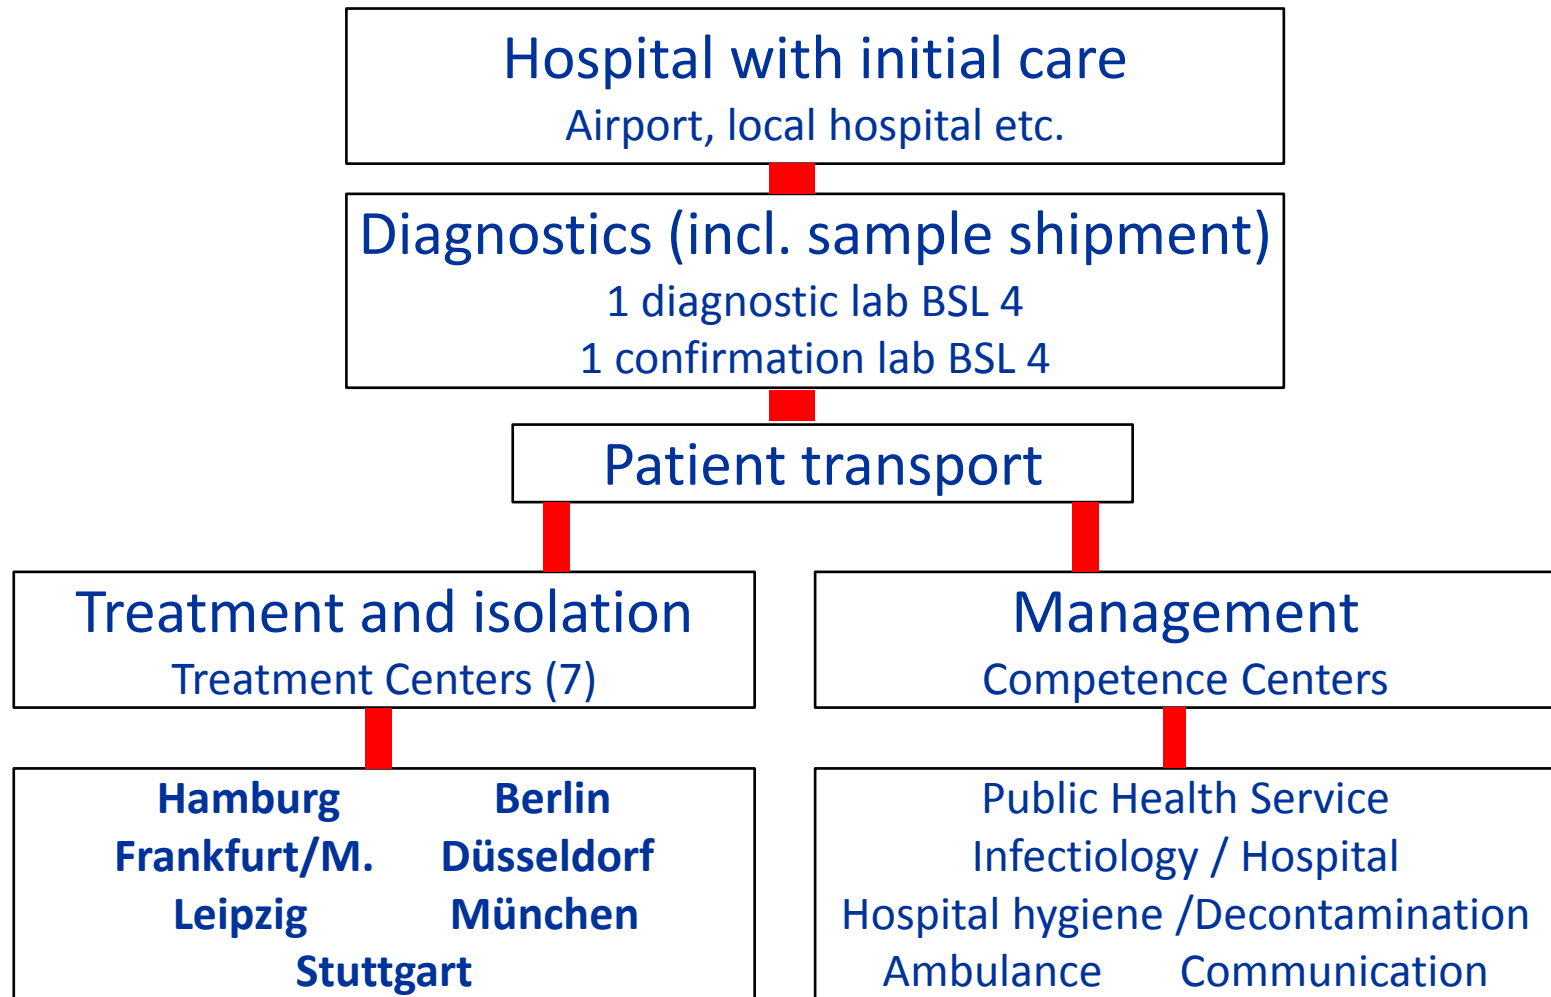 Hospital with initial care
Airport, local hospital etc.
Diagnostics (incl. sample shipment)
1 diagnostic lab BSL 4
1 confirmation lab BSL 4
Patient transport
Treatment and isolation
Treatment Centers (7)
Management
Competence Centers
Hamburg Berlin
Frankfurt/M. Düsseldorf
Leipzig München
Stuttgart
Public Health Service
Infectiology / Hospital
Hospital hygiene /Decontamination
Ambulance Communication